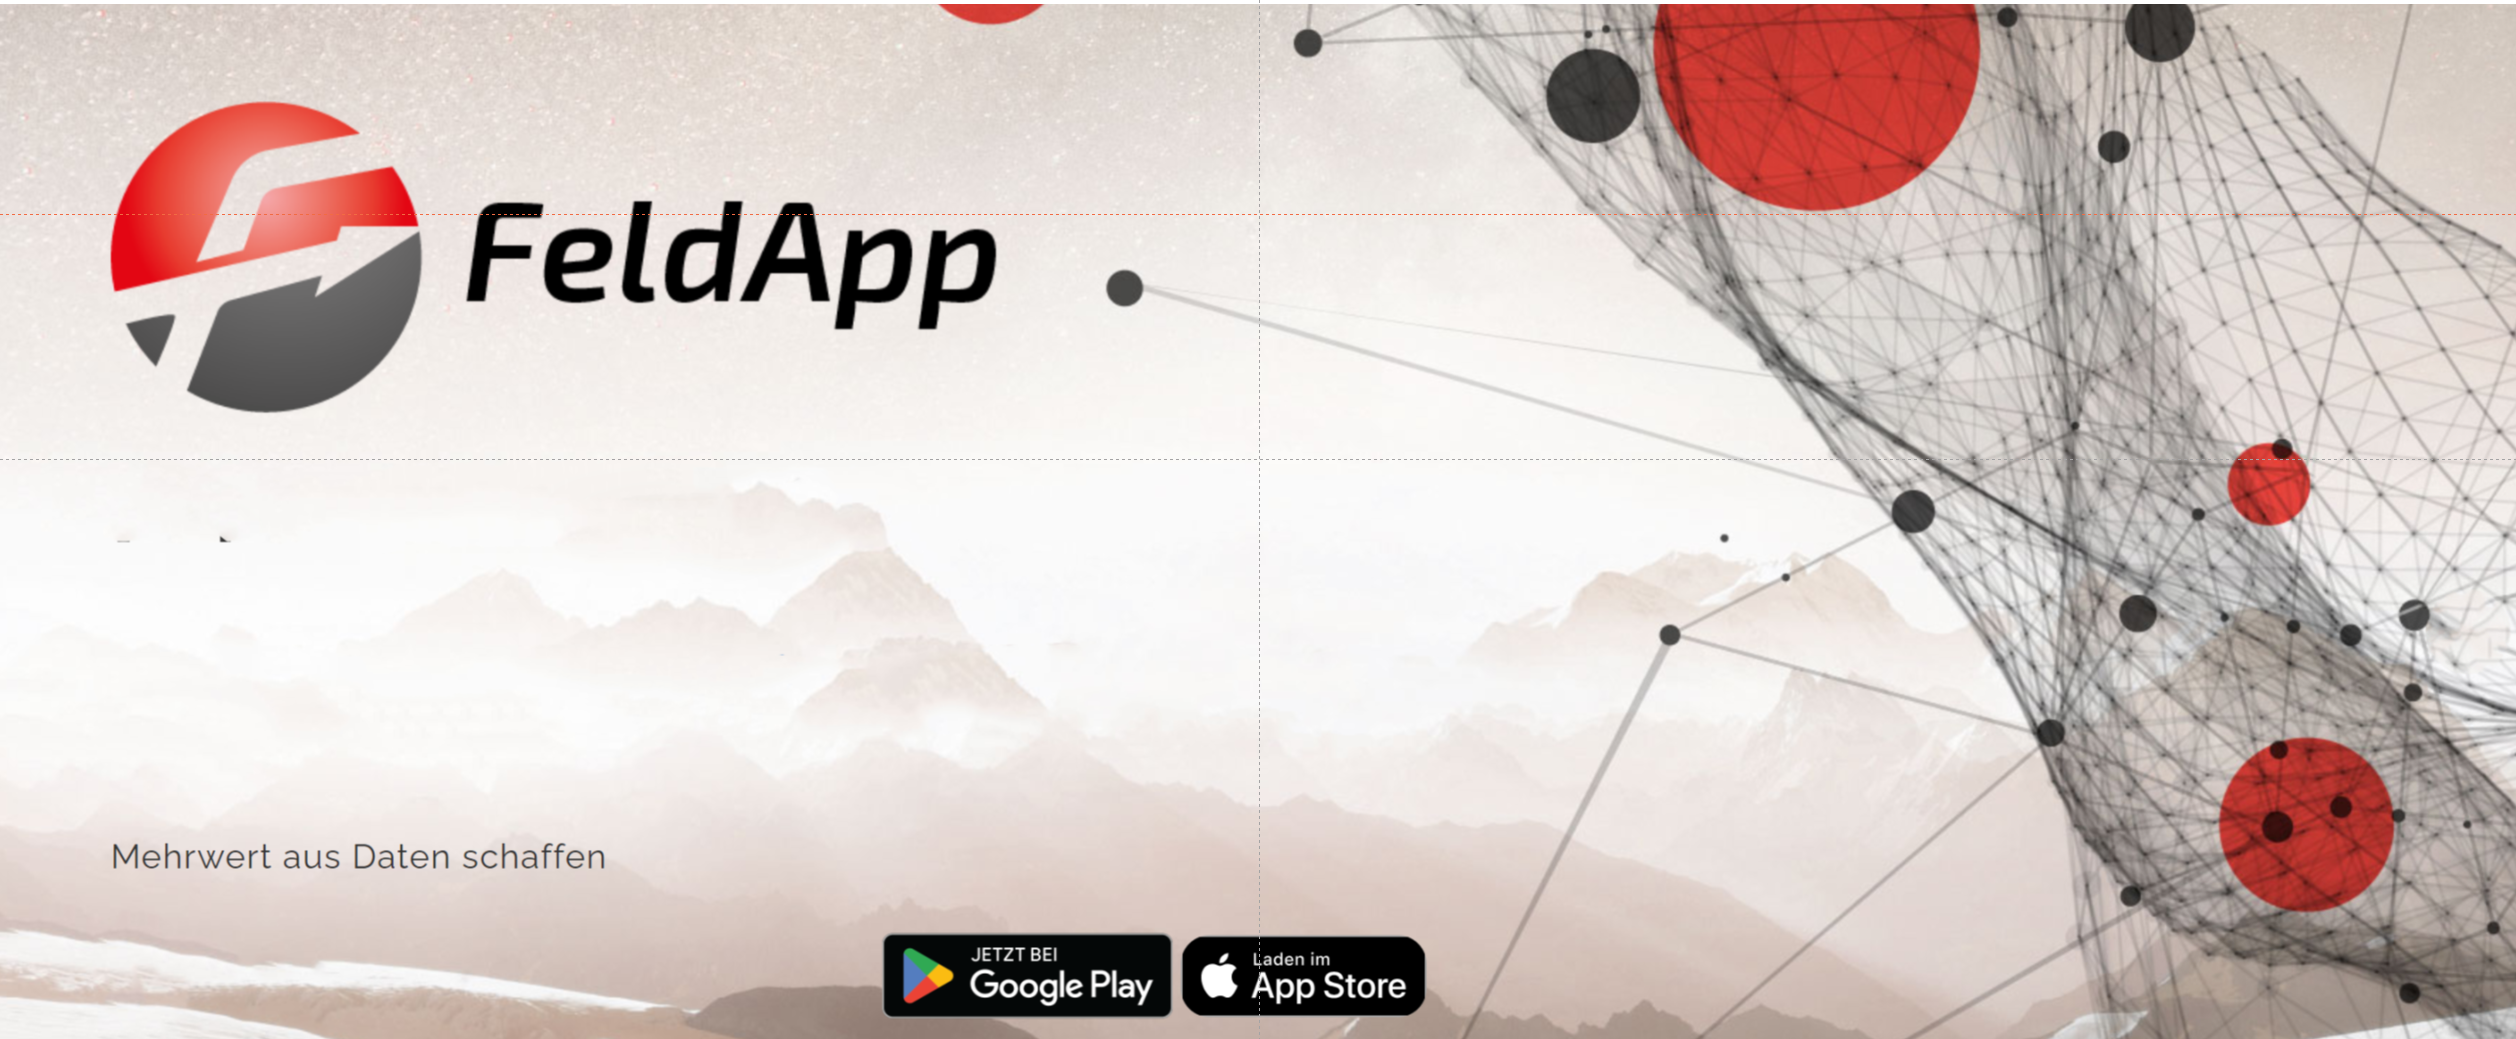 FeldApp
Mehrwert aus Daten schaffen
JETZT BEI
Google Play
Laden im
App Store